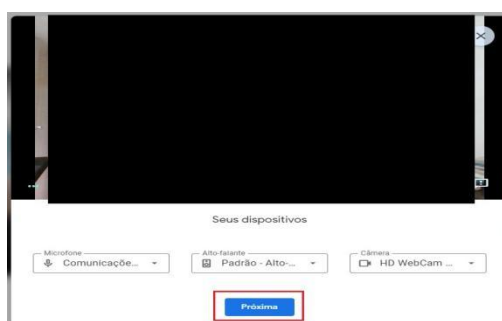 Seus dispositivos
Microfone
Comunicaçõe...
Alto-falante
Padrão - Alto-...
Câmera
HD WebCam ...
Próxima